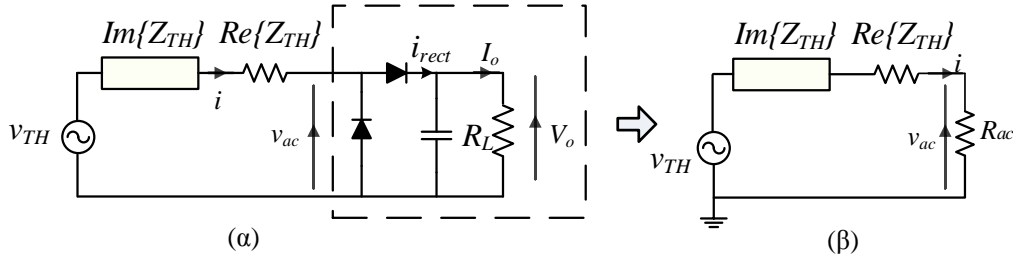 Im{Z_TH} Re{Z_TH}
i
i_rect
I_o
v_TH
v_ac
R_L
V_o
(α)
Im{Z_TH} Re{Z_TH}
i
v_TH
v_ac
R_ac
(β)